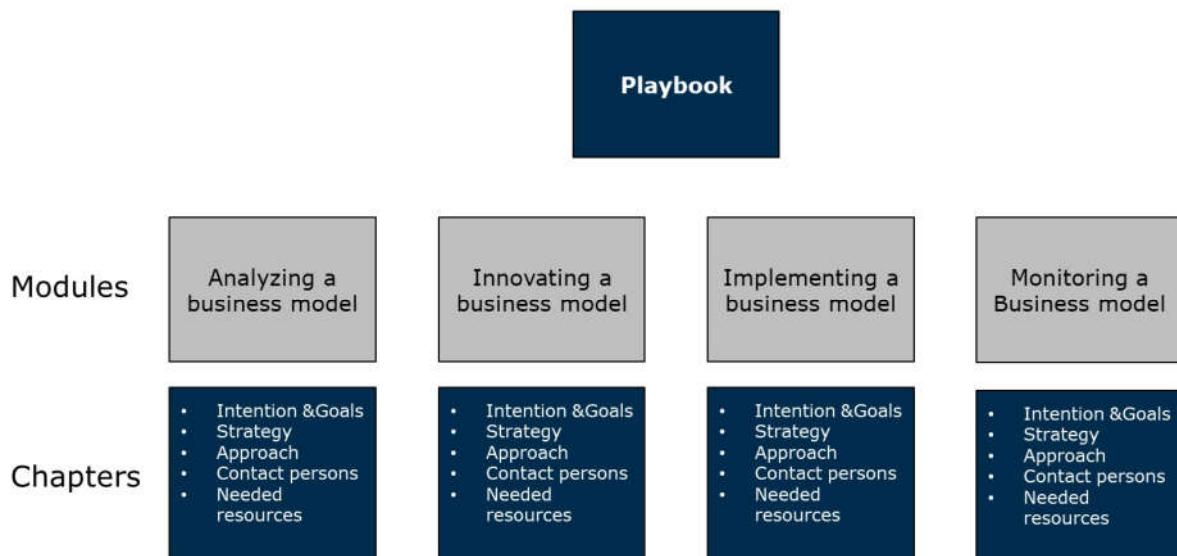 Playbook
Modules
Analyzing a
business model
Innovating a
business model
Implementing a
business model
Monitoring a
Business model
Chapters
• Intention &Goals
• Strategy
• Approach
• Contact persons
• Needed
resources
• Intention &Goals
• Strategy
• Approach
• Contact persons
• Needed
resources
• Intention &Goals
• Strategy
• Approach
• Contact persons
• Needed
resources
• Intention &Goals
• Strategy
• Approach
• Contact persons
• Needed
resources